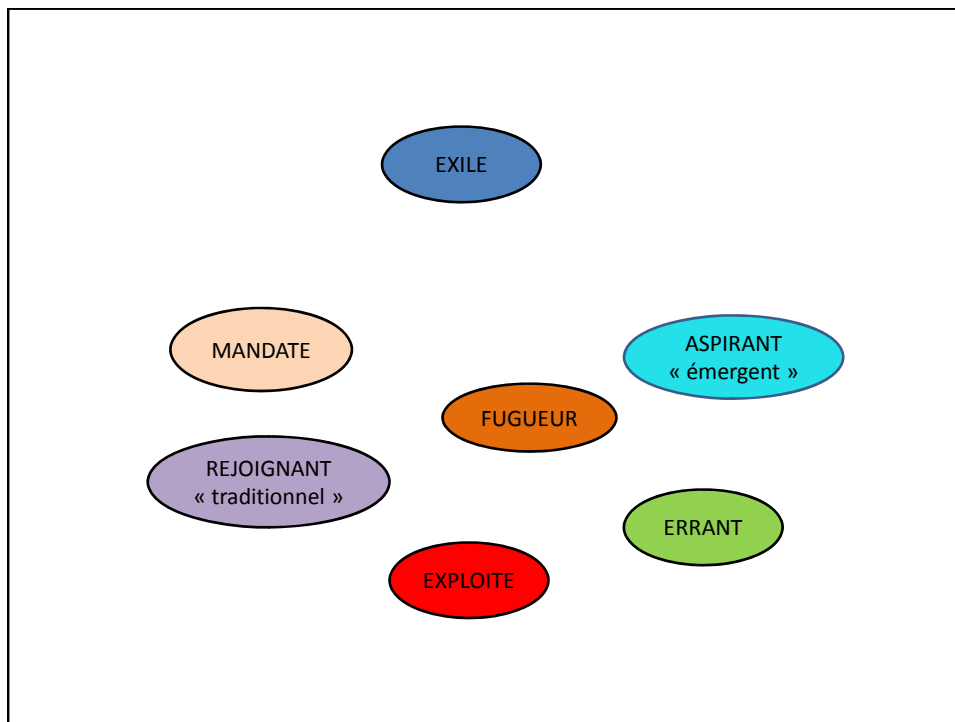 EXILE
MANDATE
ASPIRANT
« émergent »
FUGUEUR
REJOIGNANT
« traditionnel »
ERRANT
EXPLOITE